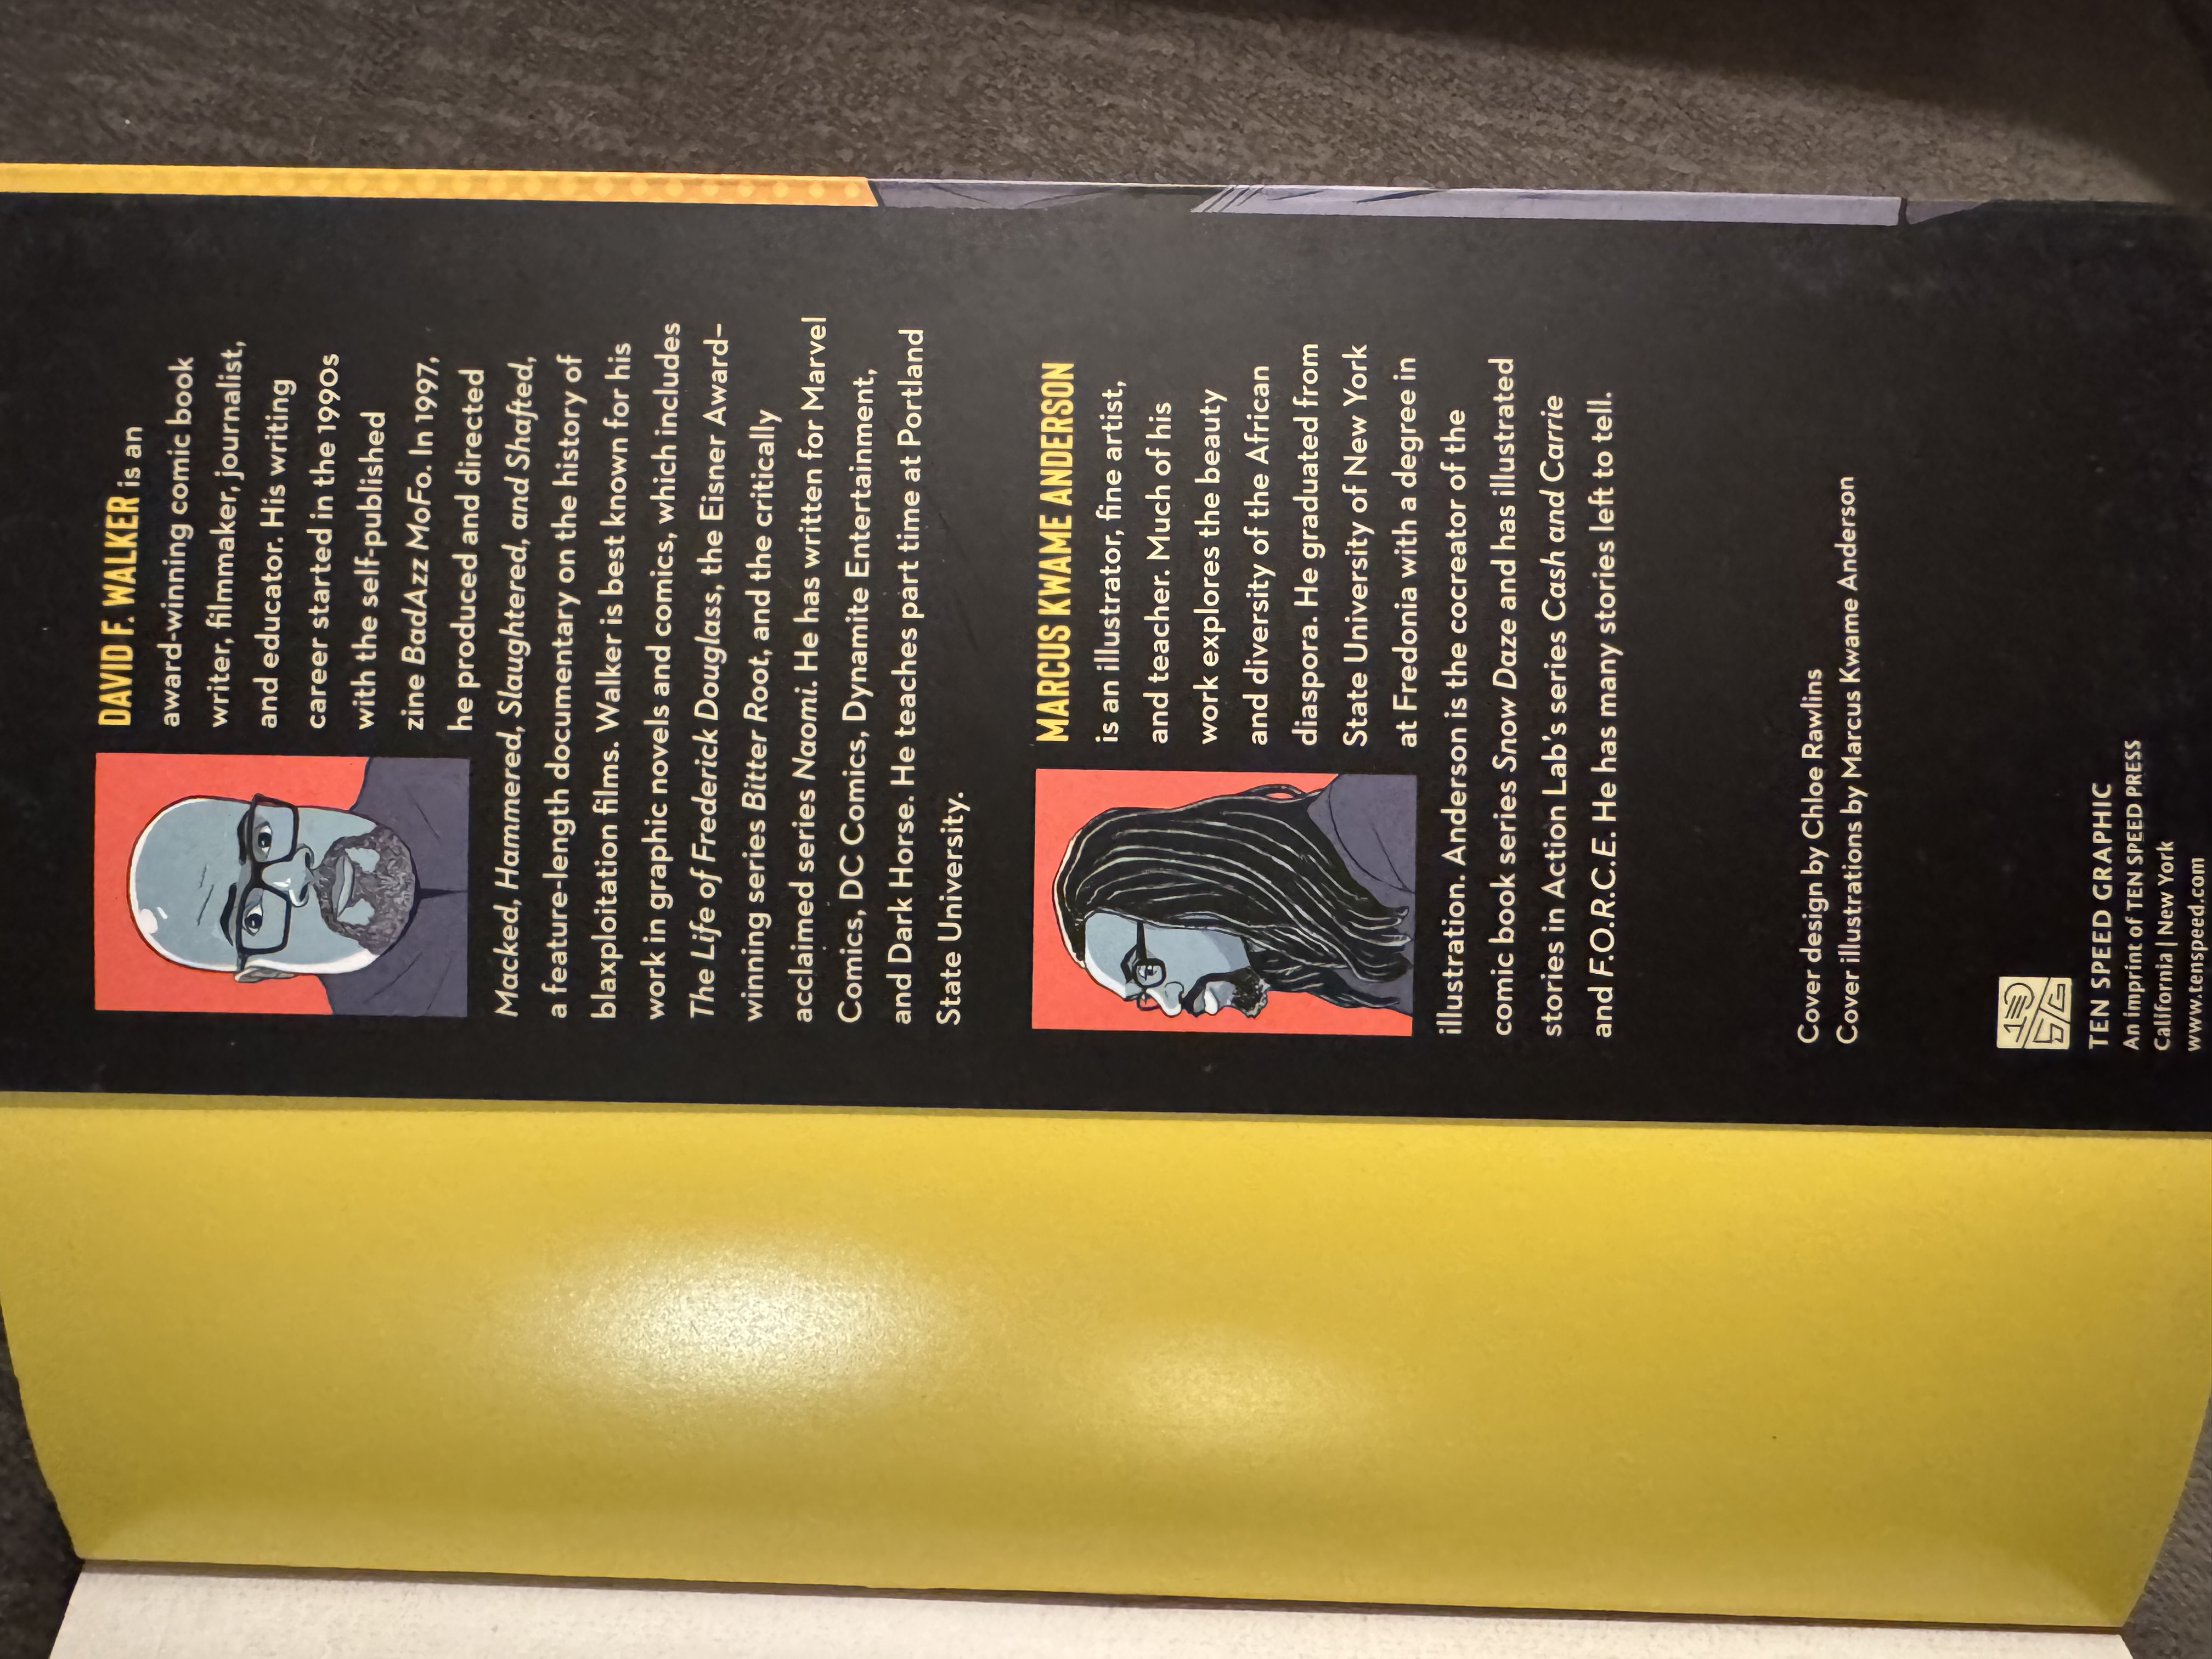 DAVID F. WALKER is an
award-winning comic book
writer, filmmaker, journalist,
and educator. His writing
career started in the 1990s
with the self-published
zine BadAzz MoFo. In 1997,
he produced and directed
Macked, Hammered, Slaughtered, and Shafted,
a feature-length documentary on the history of
blaxploitation films. Walker is best known for his
work in graphic novels and comics, which includes
The Life of Frederick Douglass, the Eisner Award–
winning series Bitter Root, and the critically
acclaimed series Naomi. He has written for Marvel
Comics, DC Comics, Dynamite Entertainment,
and Dark Horse. He teaches part time at Portland
State University.
MARCUS KWAME ANDERSON
is an illustrator, fine artist,
and teacher. Much of his
work explores the beauty
and diversity of the African
diaspora. He graduated from
State University of New York
at Fredonia with a degree in
illustration. Anderson is the cocreator of the
comic book series Snow Daze and has illustrated
stories in Action Lab's series Cash and Carrie
and F.O.R.C.E. He has many stories left to tell.
Cover design by Chloe Rawlins
Cover illustrations by Marcus Kwame Anderson
10
SG
TEN SPEED GRAPHIC
An imprint of TEN SPEED PRESS
California | New York
www.tenspeed.com